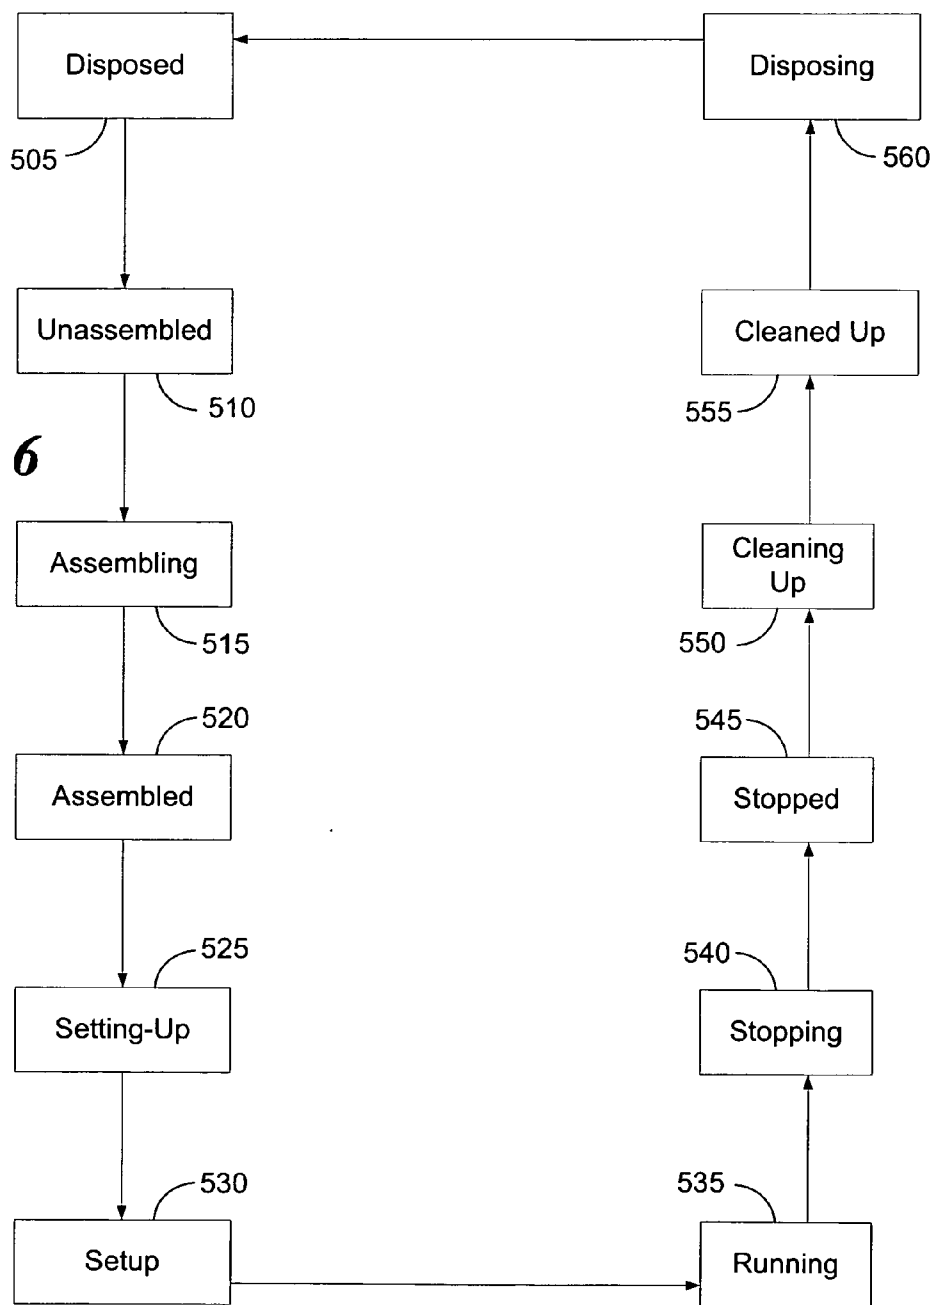 Disposed
505
Disposing
560
Unassembled
510
Cleaned Up
555
6
Assembling
515
Cleaning
Up
550
520
Assembled
545
Stopped
525
Setting-Up
540
Stopping
530
Setup
535
Running